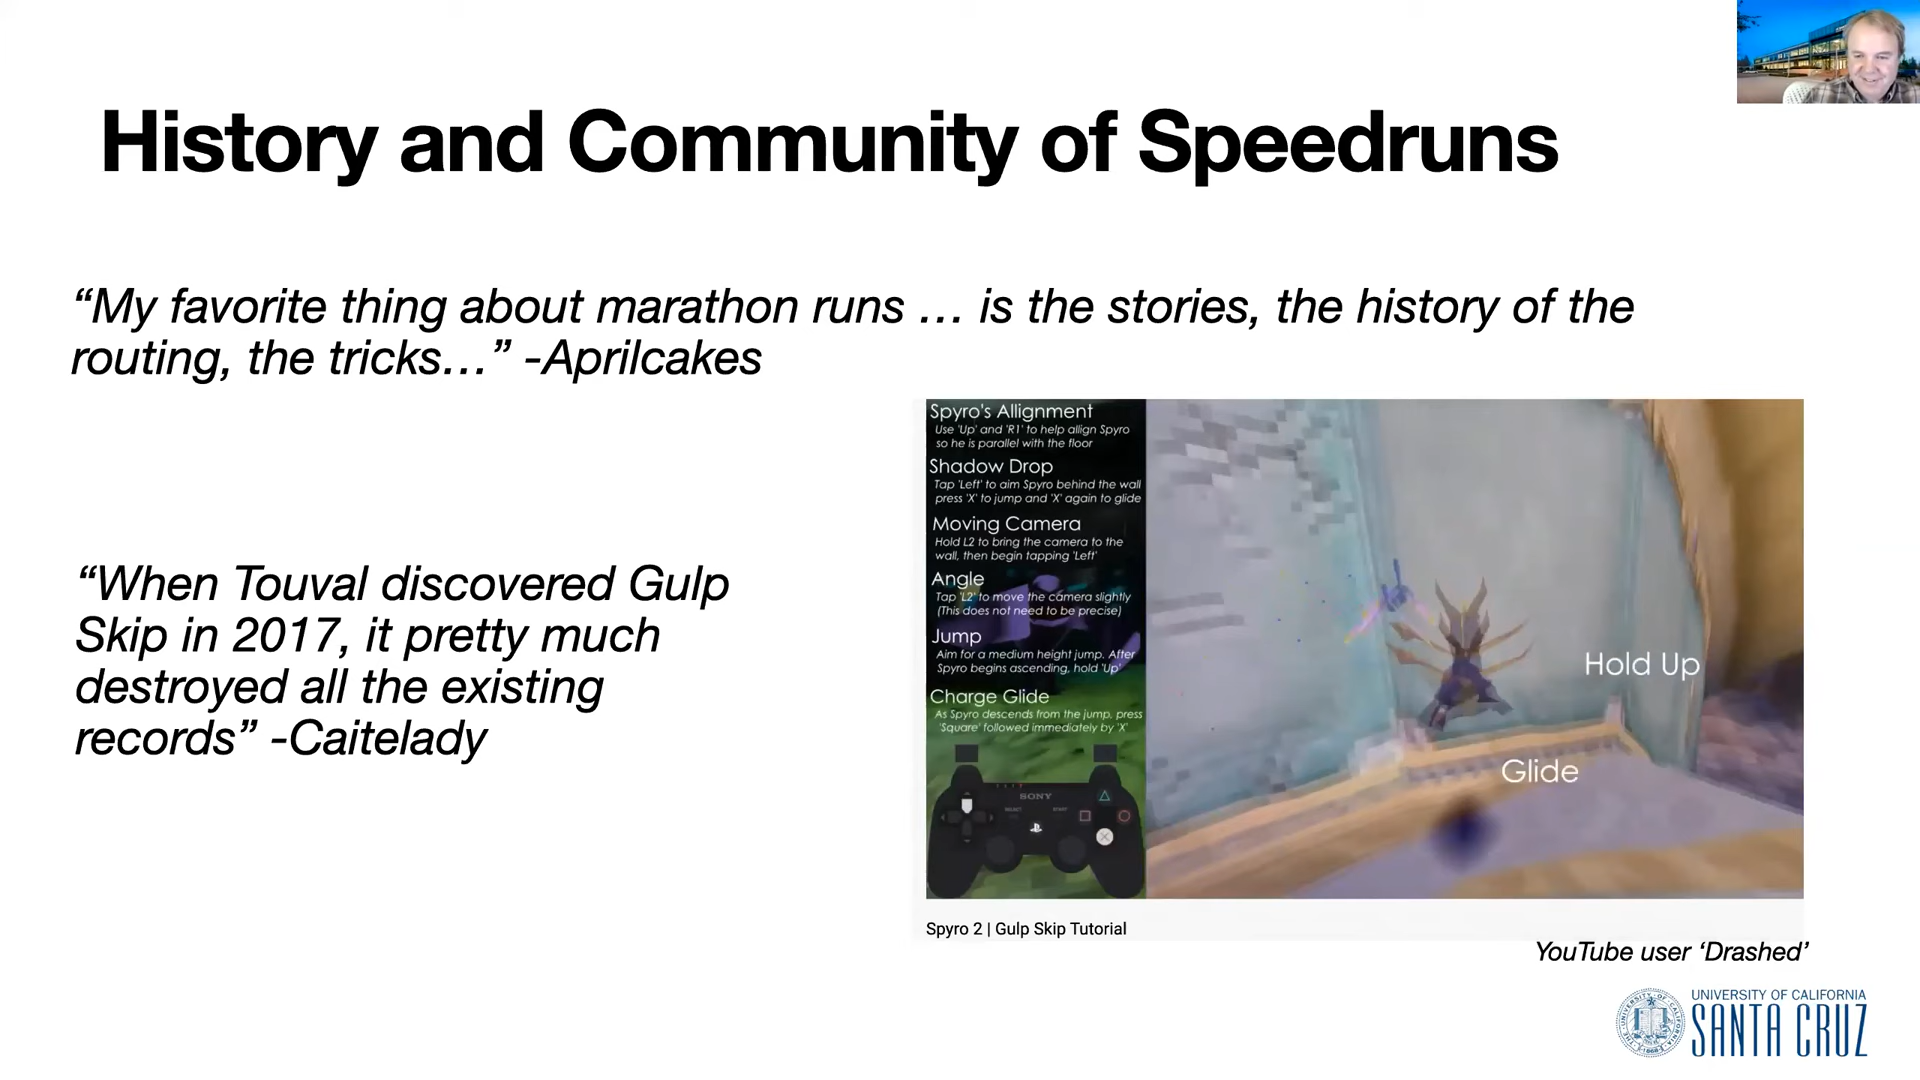 History and Community of Speedruns
“My favorite thing about marathon runs … is the stories, the history of the
routing, the tricks…” -Aprilcakes
“When Touval discovered Gulp
Skip in 2017, it pretty much
destroyed all the existing
records” -Caitelady
Spyro's Allignment
Use 'Up' and 'R1' to help allign Spyro
so he is parallel with the floor
Shadow Drop
Tap 'Left' to aim Spyro behind the wall
press 'X' to jump and 'X' again to glide
Moving Camera
Hold L2 to bring the camera to the
wall, then begin tapping 'Left'
Angle
Tap 'L2' to move the camera slightly
(This does not need to be precise)
Jump
Aim for a medium height jump. After
Spyro begins ascending, hold 'Up'
Charge Glide
As Spyro descends from the jump, press
'Square' followed immediately by 'X'
SONY
Hold Up
Glide
Spyro 2 | Gulp Skip Tutorial
YouTube user ‘Drashed’
UNIVERSITY OF CALIFORNIA
SANTA CRUZ